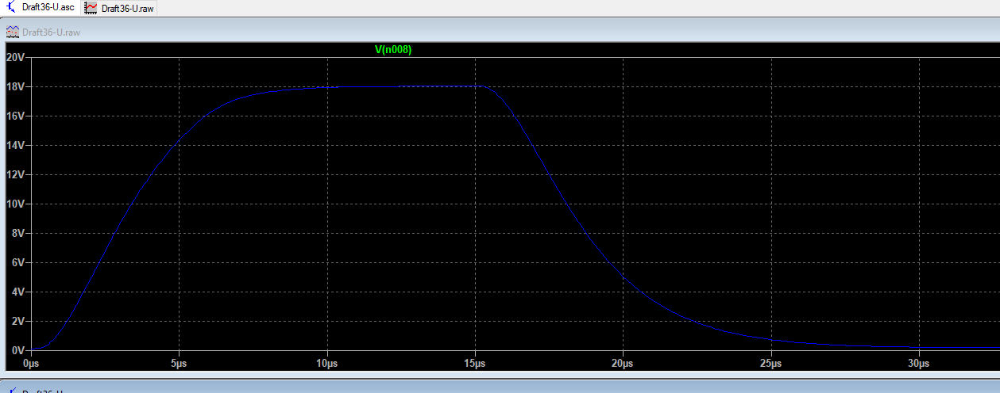 Draft36-U.asc Draft36-U.raw
Draft36-U.raw
V(n008)
20V
18V
16V
14V
12V
10V
8V
6V
4V
2V
0V
0µs 5µs 10µs 15µs 20µs 25µs 30µs